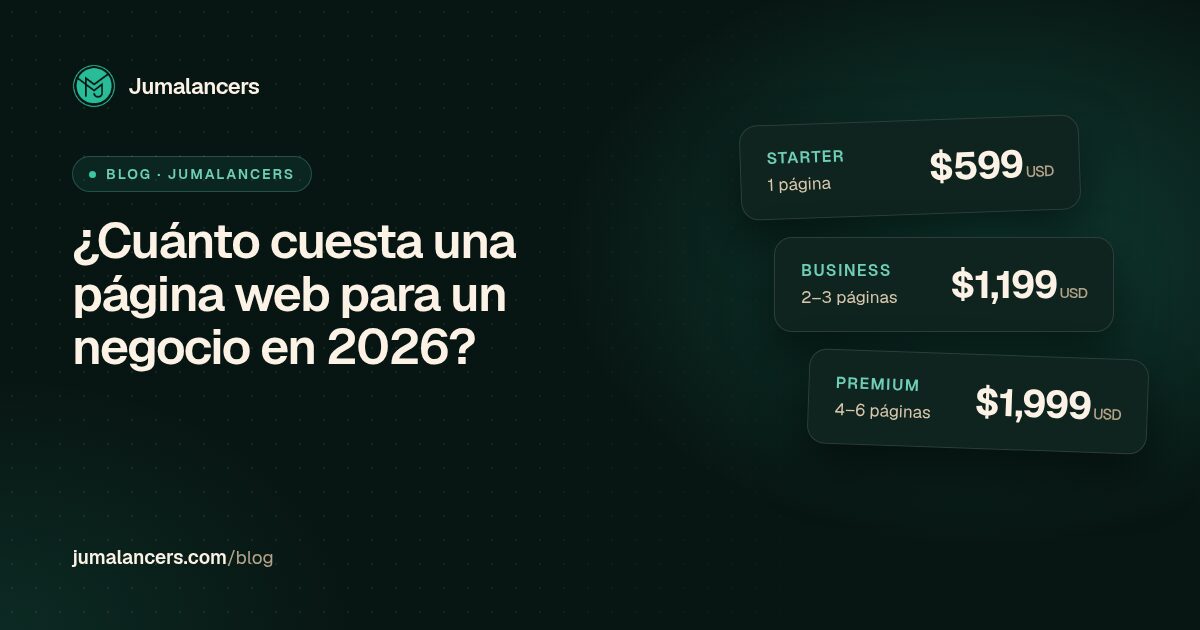 Jumalancers
BLOG · JUMALANCERS
¿Cuánto cuesta una
página web para un
negocio en 2026?
STARTER
1 página
$599 USD
BUSINESS
2–3 páginas
$1,199 USD
PREMIUM
4–6 páginas
$1,999 USD
jumalancers.com/blog